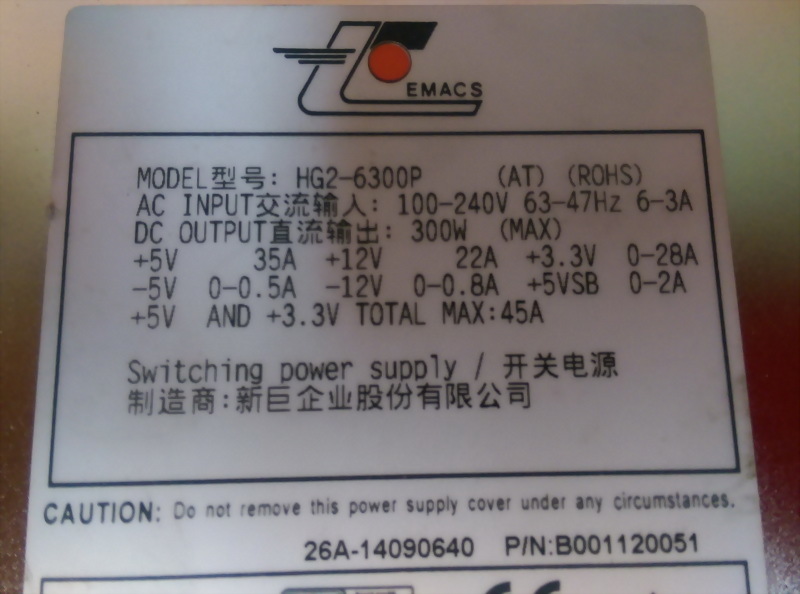 EMACS
MODEL型号: HG2-6300P (AT) (ROHS)
AC INPUT交流输入: 100-240V 63-47Hz 6-3A
DC OUTPUT直流输出: 300W (MAX)
+5V 35A +12V 22A +3.3V 0-28A
-5V 0-0.5A -12V 0-0.8A +5VSB 0-2A
+5V AND +3.3V TOTAL MAX:45A
Switching power supply / 开关电源
制造商:新巨企业股份有限公司
CAUTION: Do not remove this power supply cover under any circumstances.
26A-14090640 P/N:B001120051